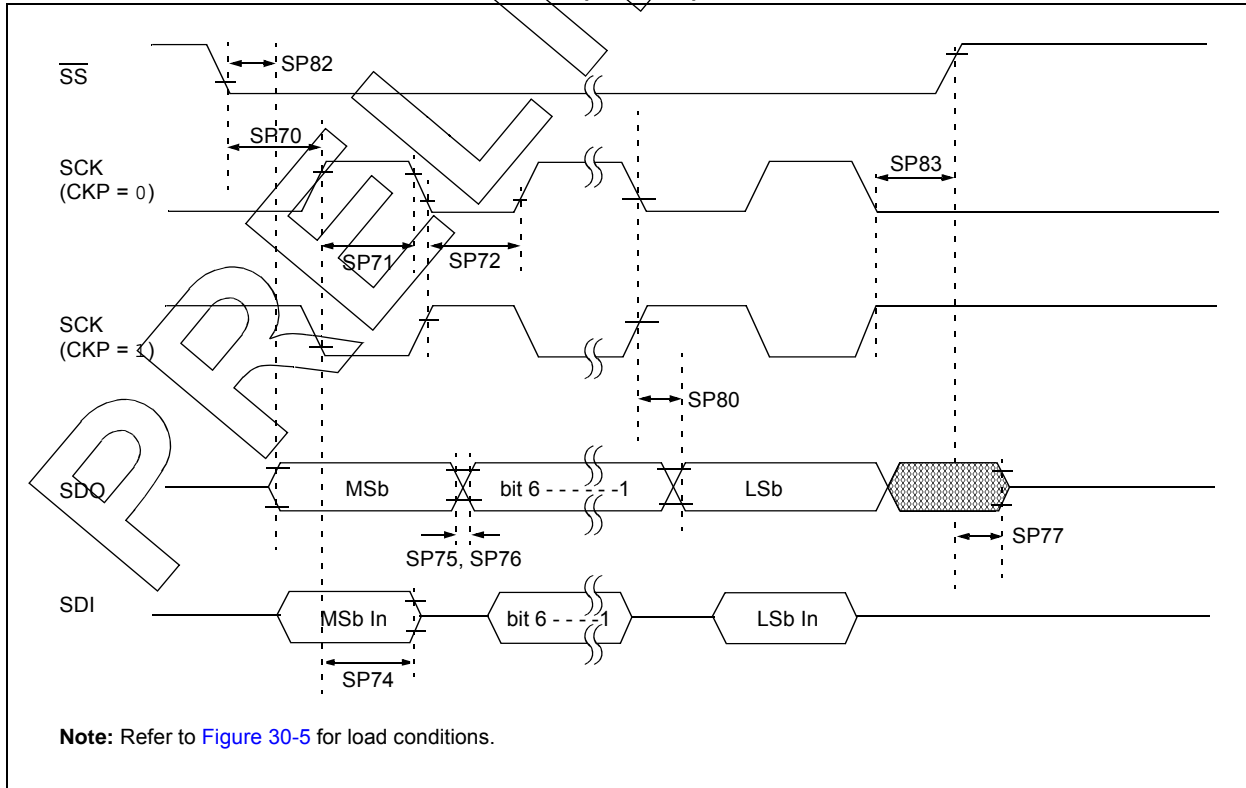 SS
SP82
SP70
SCK
(CKP = 0)
SP83
SP71
SP72
SCK
(CKP = 1)
SP80
SDO
MSb
bit 6 - - - - - -1
LSb
SP75, SP76
SP77
SDI
MSb In
bit 6 - - - -1
LSb In
SP74
Note: Refer to Figure 30-5 for load conditions.
PREL